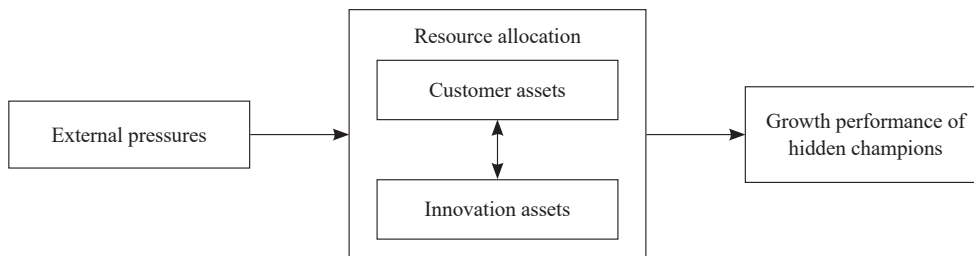 External pressures
Resource allocation
Customer assets
Innovation assets
Growth performance of
hidden champions